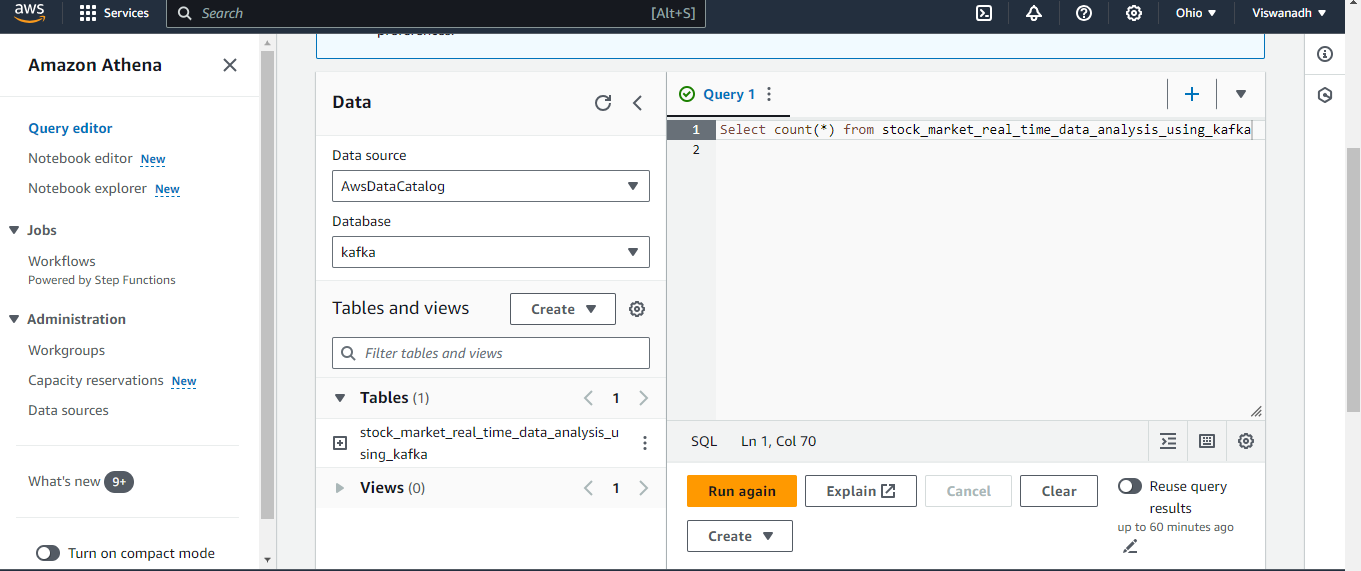 aws
Services
Search
[Alt+S]
Ohio
Viswanadh
Amazon Athena
Query editor
Notebook editor New
Notebook explorer New
Jobs
Workflows
Powered by Step Functions
Administration
Workgroups
Capacity reservations New
Data sources
What's new 9+
Turn on compact mode
preferences.
Data
Data source
AwsDataCatalog
Database
kafka
Tables and views
Create
Filter tables and views
Tables (1)
1
stock_market_real_time_data_analysis_u
sing_kafka
Views (0)
1
Query 1
1 Select count(*) from stock_market_real_time_data_analysis_using_kafka
2
SQL
Ln 1, Col 70
Run again
Explain
Cancel
Clear
Reuse query
results
up to 60 minutes ago
Create